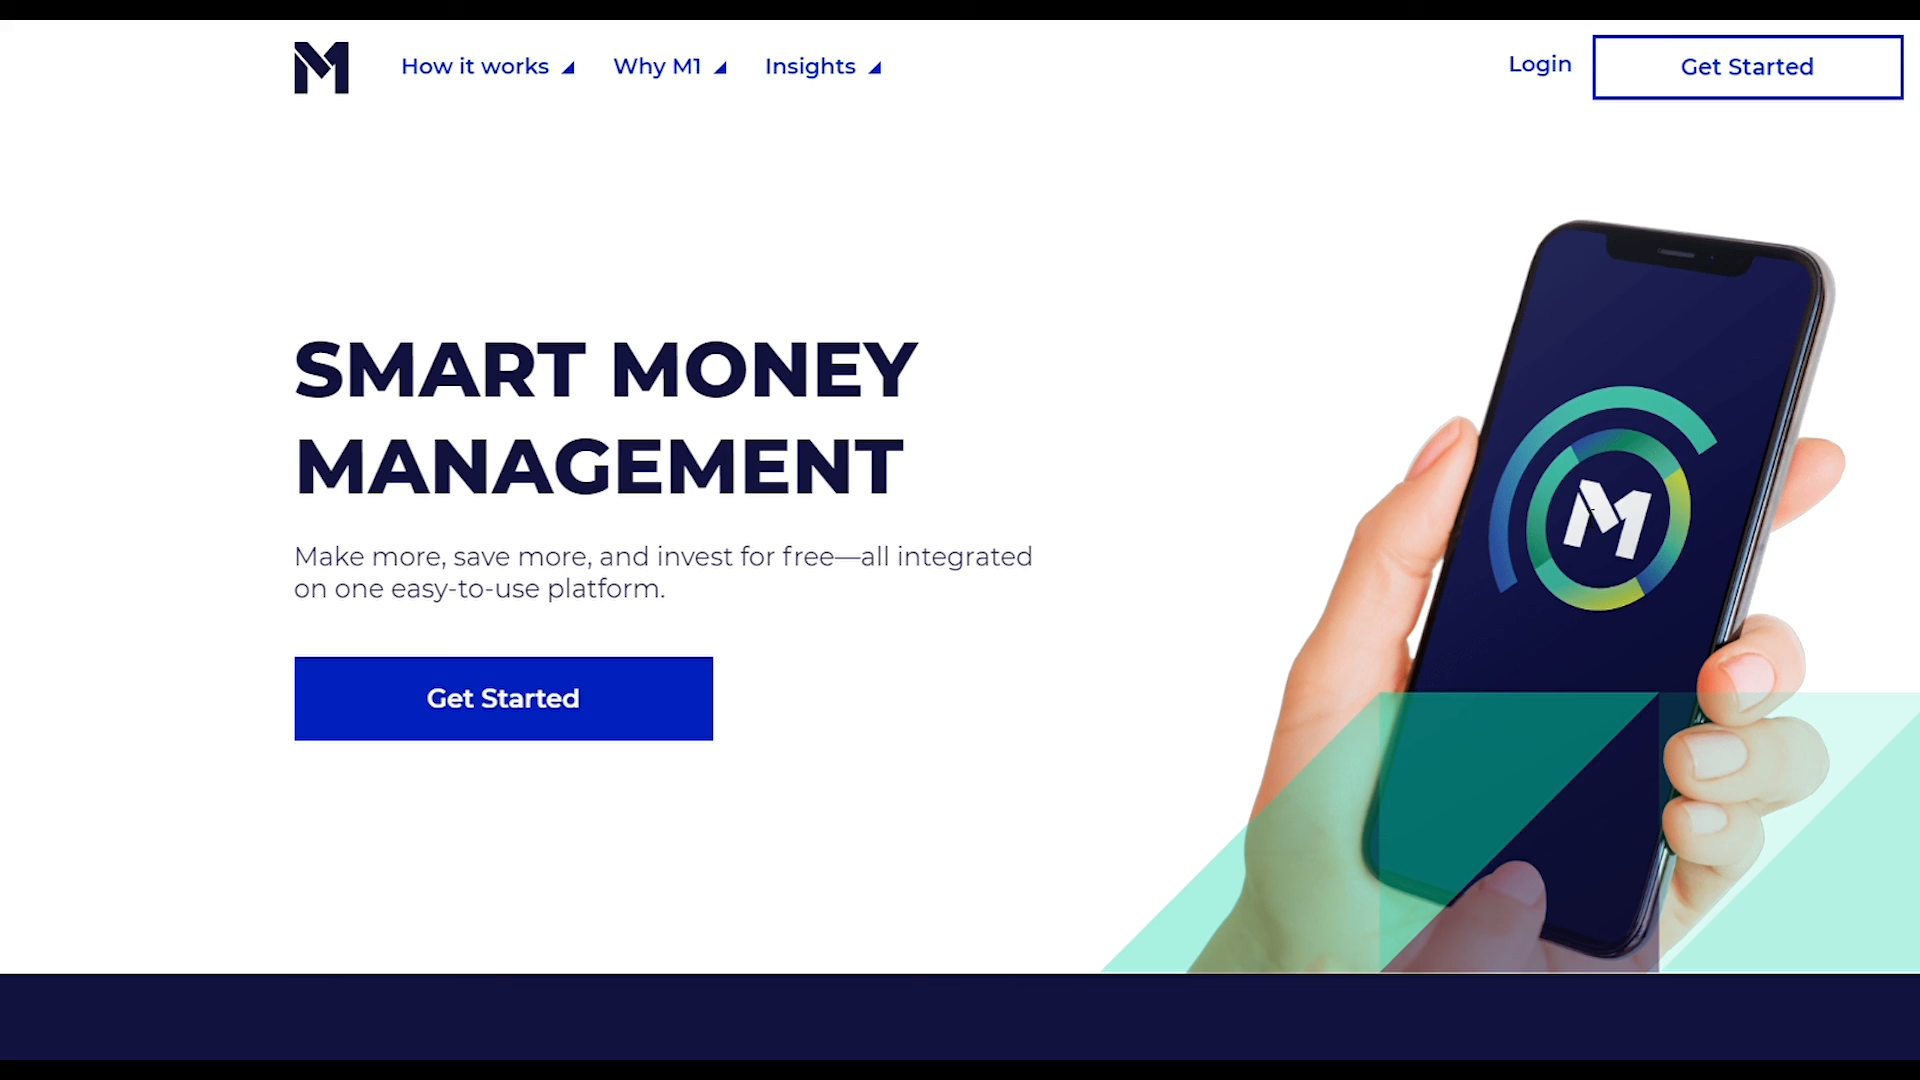 M1
How it works
Why M1
Insights
Login
Get Started
SMART MONEY
MANAGEMENT
Make more, save more, and invest for free—all integrated
on one easy-to-use platform.
Get Started
M1